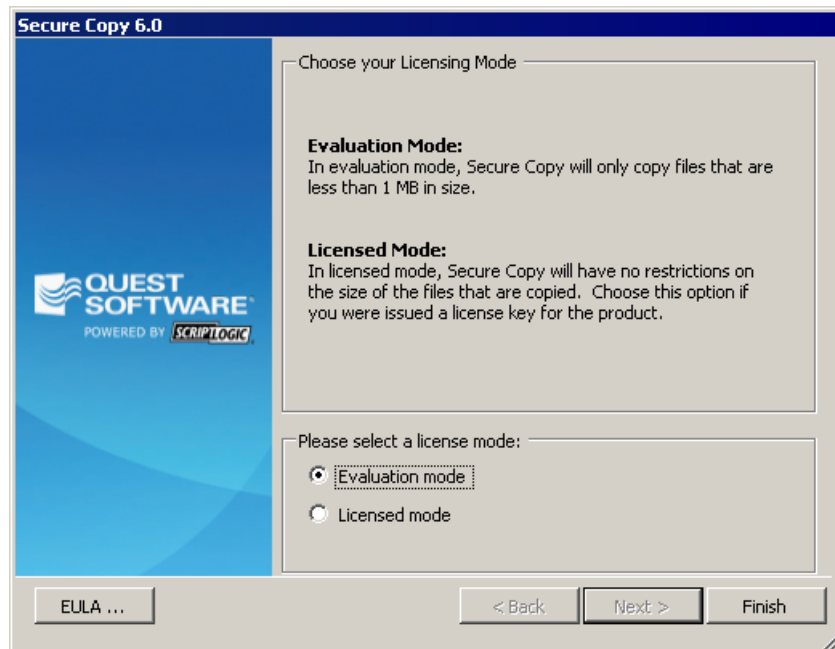 Secure Copy 6.0
Choose your Licensing Mode
Evaluation Mode:
In evaluation mode, Secure Copy will only copy files that are
less than 1 MB in size.
Licensed Mode:
In licensed mode, Secure Copy will have no restrictions on
the size of the files that are copied. Choose this option if
you were issued a license key for the product.
QUEST
SOFTWARE
POWERED BY SCRIPTLOGIC
Please select a license mode:
Evaluation mode
Licensed mode
EULA ...
< Back
Next >
Finish